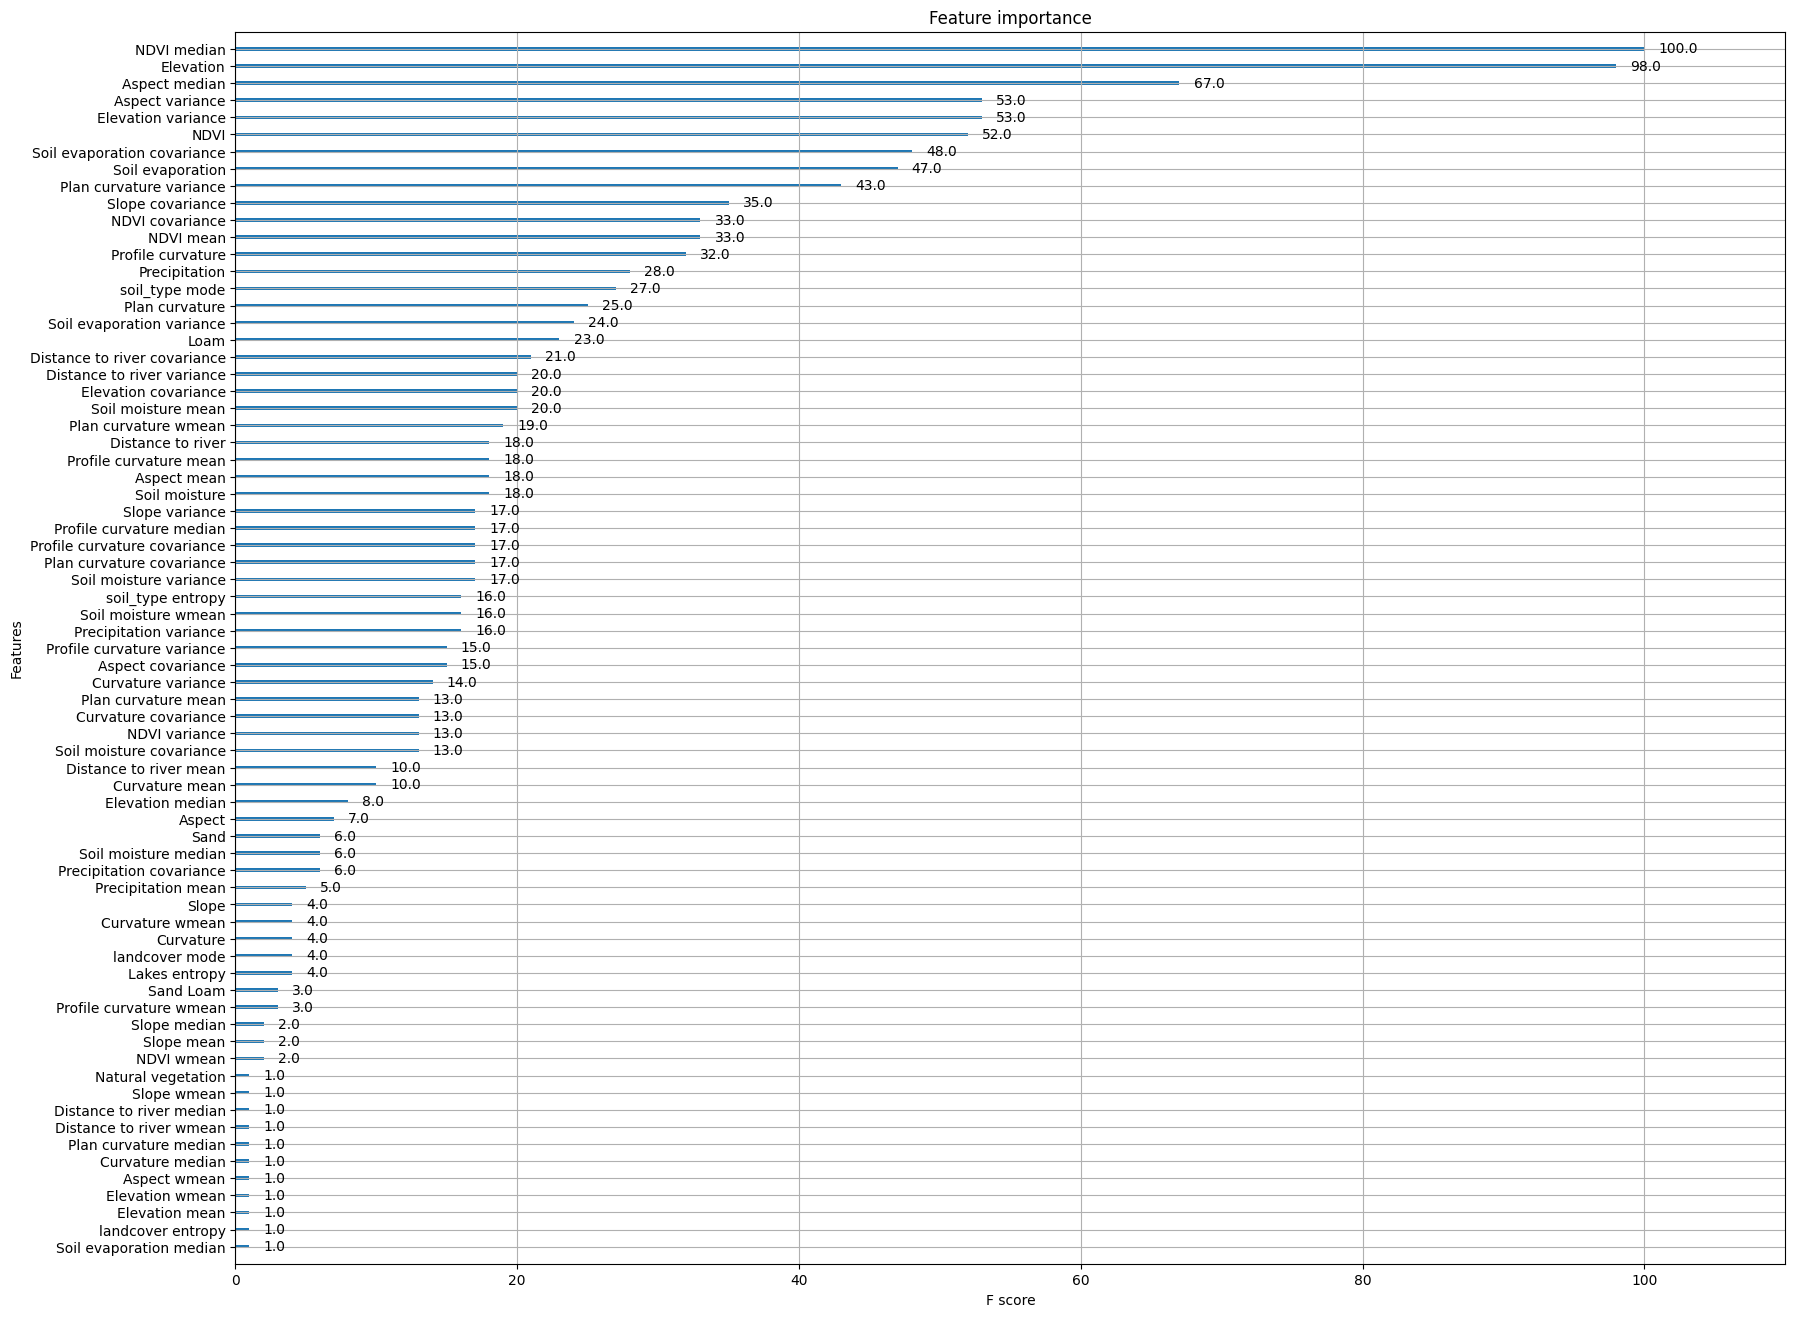 Feature importance
NDVI median 100.0
Elevation 98.0
Aspect median 67.0
Aspect variance 53.0
Elevation variance 53.0
NDVI 52.0
Soil evaporation covariance 48.0
Soil evaporation 47.0
Plan curvature variance 43.0
Slope covariance 35.0
NDVI covariance 33.0
NDVI mean 33.0
Profile curvature 32.0
Precipitation 28.0
soil_type mode 27.0
Plan curvature 25.0
Soil evaporation variance 24.0
Loam 23.0
Distance to river covariance 21.0
Distance to river variance 20.0
Elevation covariance 20.0
Soil moisture mean 20.0
Plan curvature wmean 19.0
Distance to river 18.0
Profile curvature mean 18.0
Aspect mean 18.0
Soil moisture 18.0
Slope variance 17.0
Profile curvature median 17.0
Profile curvature covariance 17.0
Plan curvature covariance 17.0
Soil moisture variance 17.0
soil_type entropy 16.0
Soil moisture wmean 16.0
Precipitation variance 16.0
Profile curvature variance 15.0
Aspect covariance 15.0
Curvature variance 14.0
Plan curvature mean 13.0
Curvature covariance 13.0
NDVI variance 13.0
Soil moisture covariance 13.0
Distance to river mean 10.0
Curvature mean 10.0
Elevation median 8.0
Aspect 7.0
Sand 6.0
Soil moisture median 6.0
Precipitation covariance 6.0
Precipitation mean 5.0
Slope 4.0
Curvature wmean 4.0
Curvature 4.0
landcover mode 4.0
Lakes entropy 4.0
Sand Loam 3.0
Profile curvature wmean 3.0
Slope median 2.0
Slope mean 2.0
NDVI wmean 2.0
Natural vegetation 1.0
Slope wmean 1.0
Distance to river median 1.0
Distance to river wmean 1.0
Plan curvature median 1.0
Curvature median 1.0
Aspect wmean 1.0
Elevation wmean 1.0
Elevation mean 1.0
landcover entropy 1.0
Soil evaporation median 1.0
Features
0 20 40 60 80 100
F score